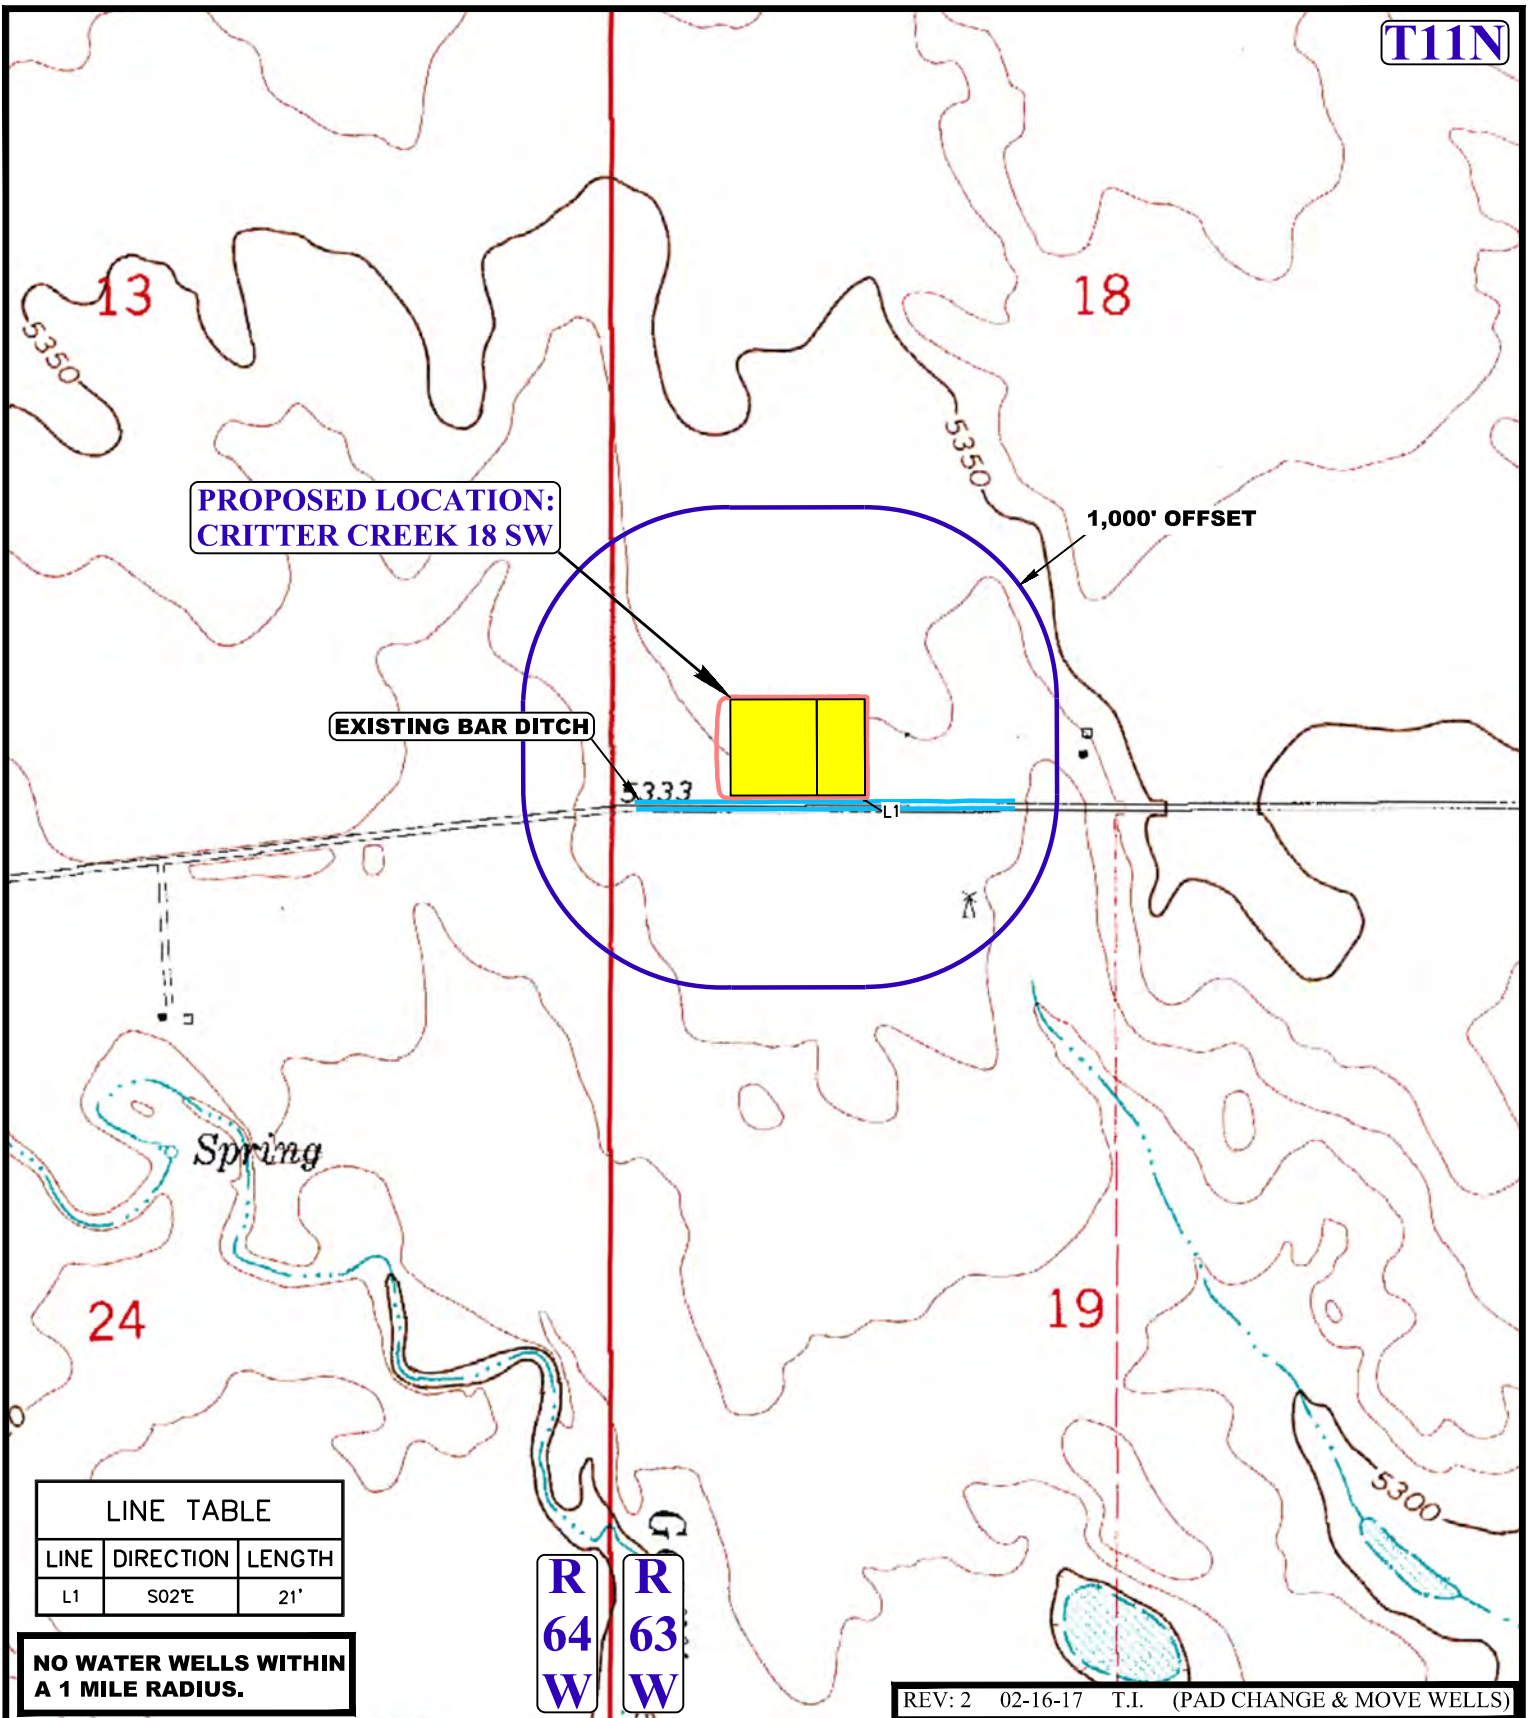 T11N
13
18
5350
5350
PROPOSED LOCATION:
CRITTER CREEK 18 SW
1,000' OFFSET
EXISTING BAR DITCH
5333
L1
Spring
24
19
5300
LINE TABLE
LINE DIRECTION LENGTH
L1 S02°E 21'
R
64
W
R
63
W
NO WATER WELLS WITHIN
A 1 MILE RADIUS.
REV: 2 02-16-17 T.I. (PAD CHANGE & MOVE WELLS)